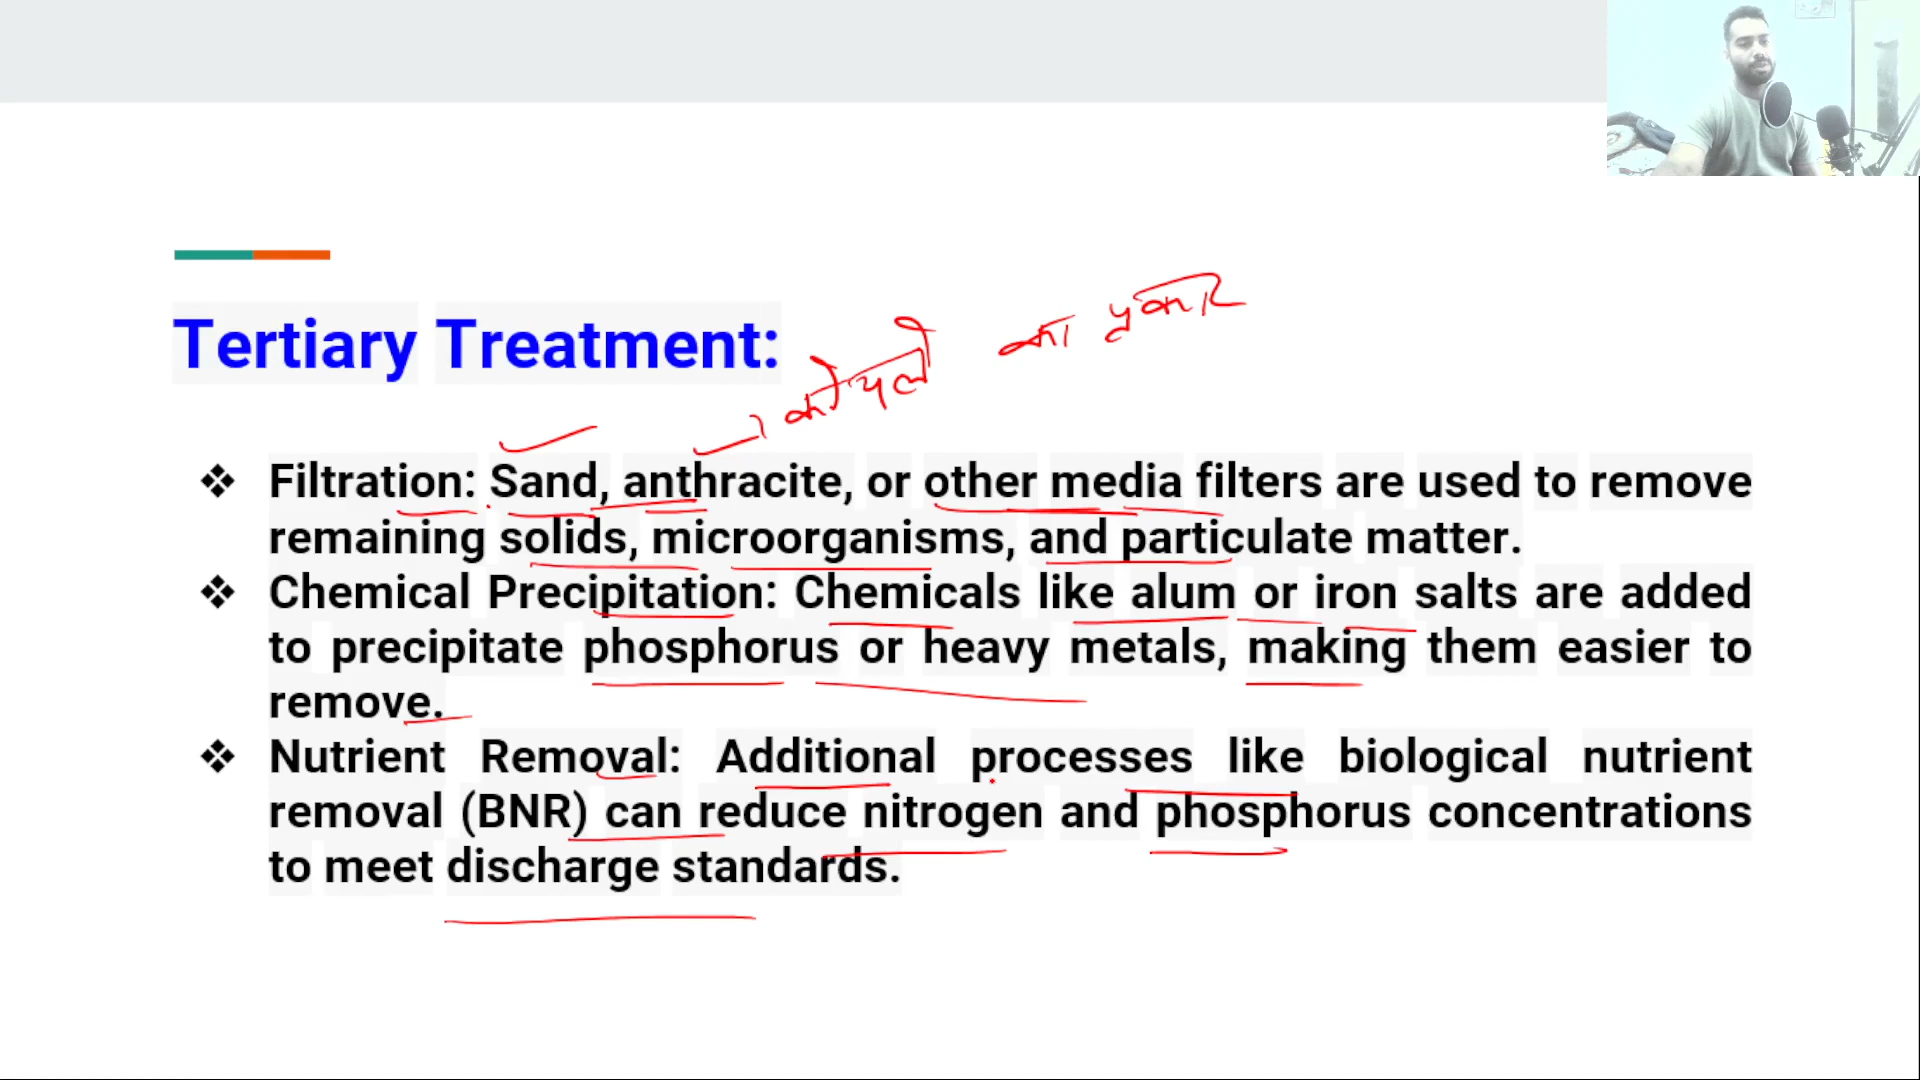 Tertiary Treatment:
कोयले का प्रकार
❖ Filtration: Sand, anthracite, or other media filters are used to remove
remaining solids, microorganisms, and particulate matter.
❖ Chemical Precipitation: Chemicals like alum or iron salts are added
to precipitate phosphorus or heavy metals, making them easier to
remove.
❖ Nutrient Removal: Additional processes like biological nutrient
removal (BNR) can reduce nitrogen and phosphorus concentrations
to meet discharge standards.